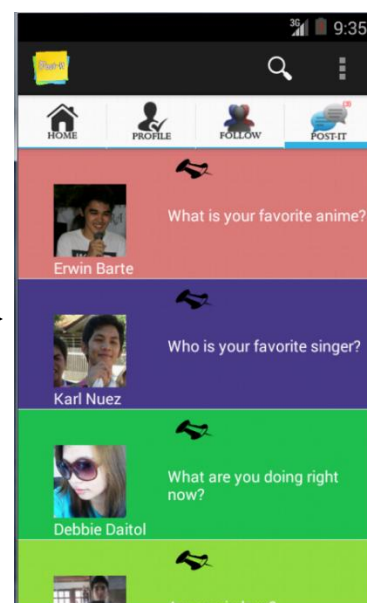 3G 9:35
HOME PROFILE FOLLOW POST-IT
What is your favorite anime?
Erwin Barte
Who is your favorite singer?
Karl Nuez
What are you doing right
now?
Debbie Daitol